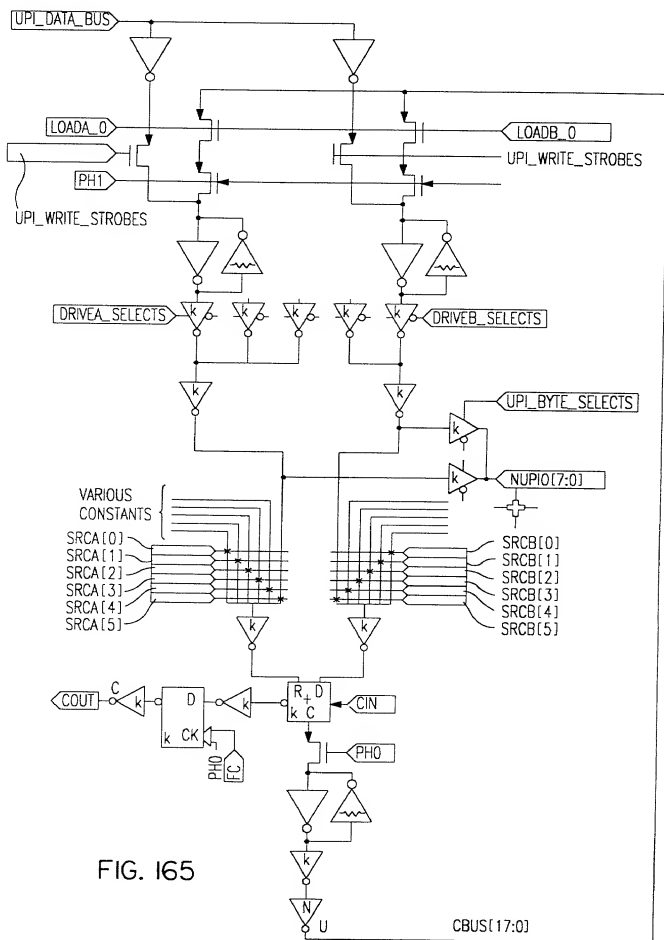 UPI_DATA_BUS
LOADA_0
LOADB_0
UPI_WRITE_STROBES
PH1
UPI_WRITE_STROBES
DRIVEA_SELECTS
k
k
k
k
k
DRIVEB_SELECTS
k
k
UPI_BYTE_SELECTS
k
k
NUPIO[7:0]
VARIOUS
CONSTANTS
SRCA[0]
SRCA[1]
SRCA[2]
SRCA[3]
SRCA[4]
SRCA[5]
SRCB[0]
SRCB[1]
SRCB[2]
SRCB[3]
SRCB[4]
SRCB[5]
k
k
COUT
C
k
D
CK
k
k
R D
+
k C
CIN
PH0
FC
PH0
k
N
U
CBUS[17:0]
FIG. 165